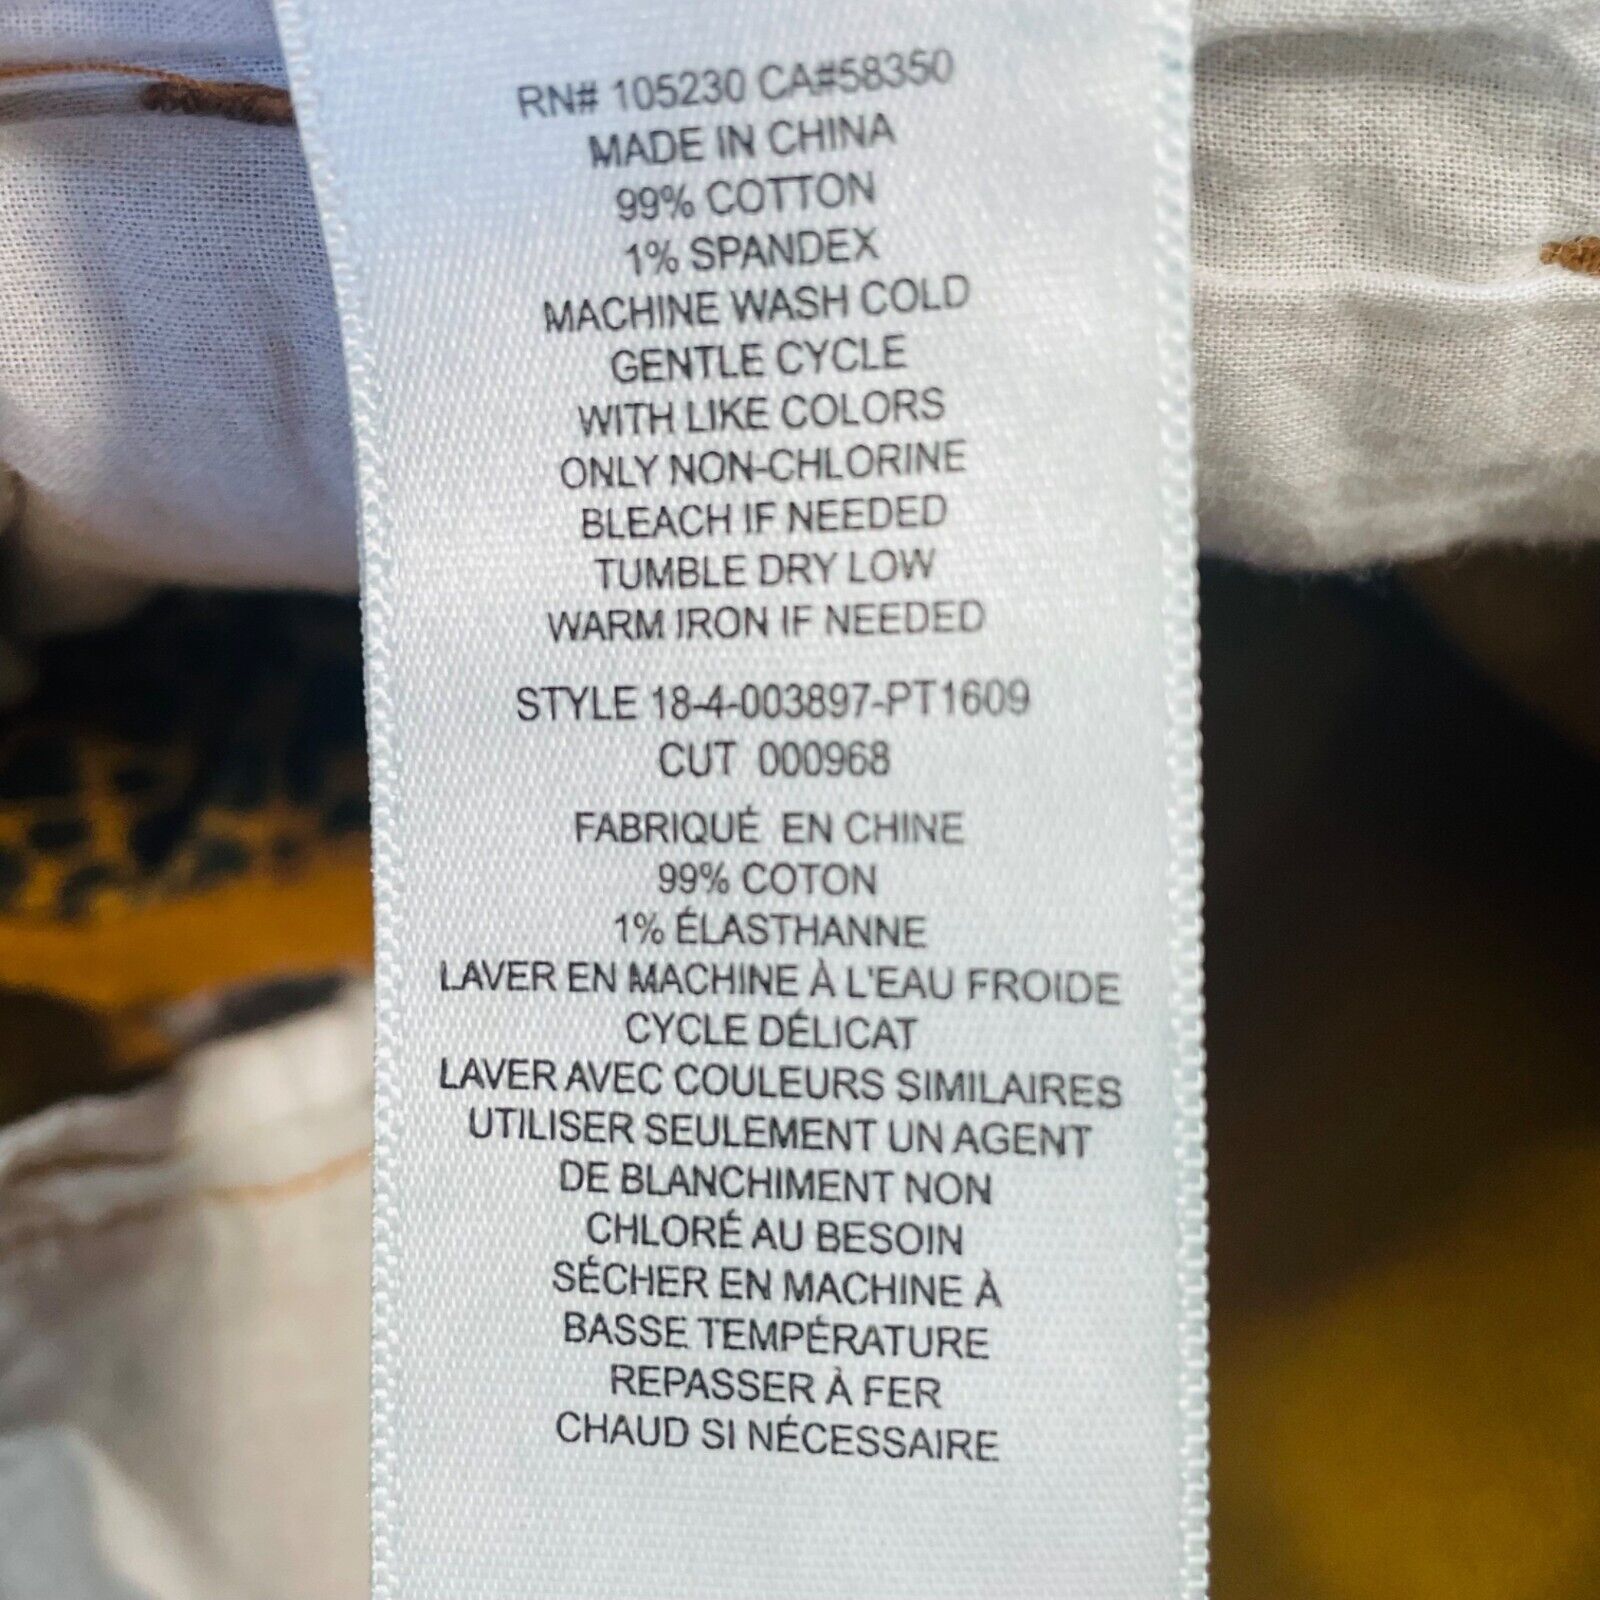 RN# 105230 CA#58350
MADE IN CHINA
99% COTTON
1% SPANDEX
MACHINE WASH COLD
GENTLE CYCLE
WITH LIKE COLORS
ONLY NON-CHLORINE
BLEACH IF NEEDED
TUMBLE DRY LOW
WARM IRON IF NEEDED
STYLE 18-4-003897-PT1609
CUT 000968
FABRIQUÉ EN CHINE
99% COTON
1% ÉLASTHANNE
LAVER EN MACHINE À L'EAU FROIDE
CYCLE DÉLICAT
LAVER AVEC COULEURS SIMILAIRES
UTILISER SEULEMENT UN AGENT
DE BLANCHIMENT NON
CHLORÉ AU BESOIN
SÉCHER EN MACHINE À
BASSE TEMPÉRATURE
REPASSER À FER
CHAUD SI NÉCESSAIRE